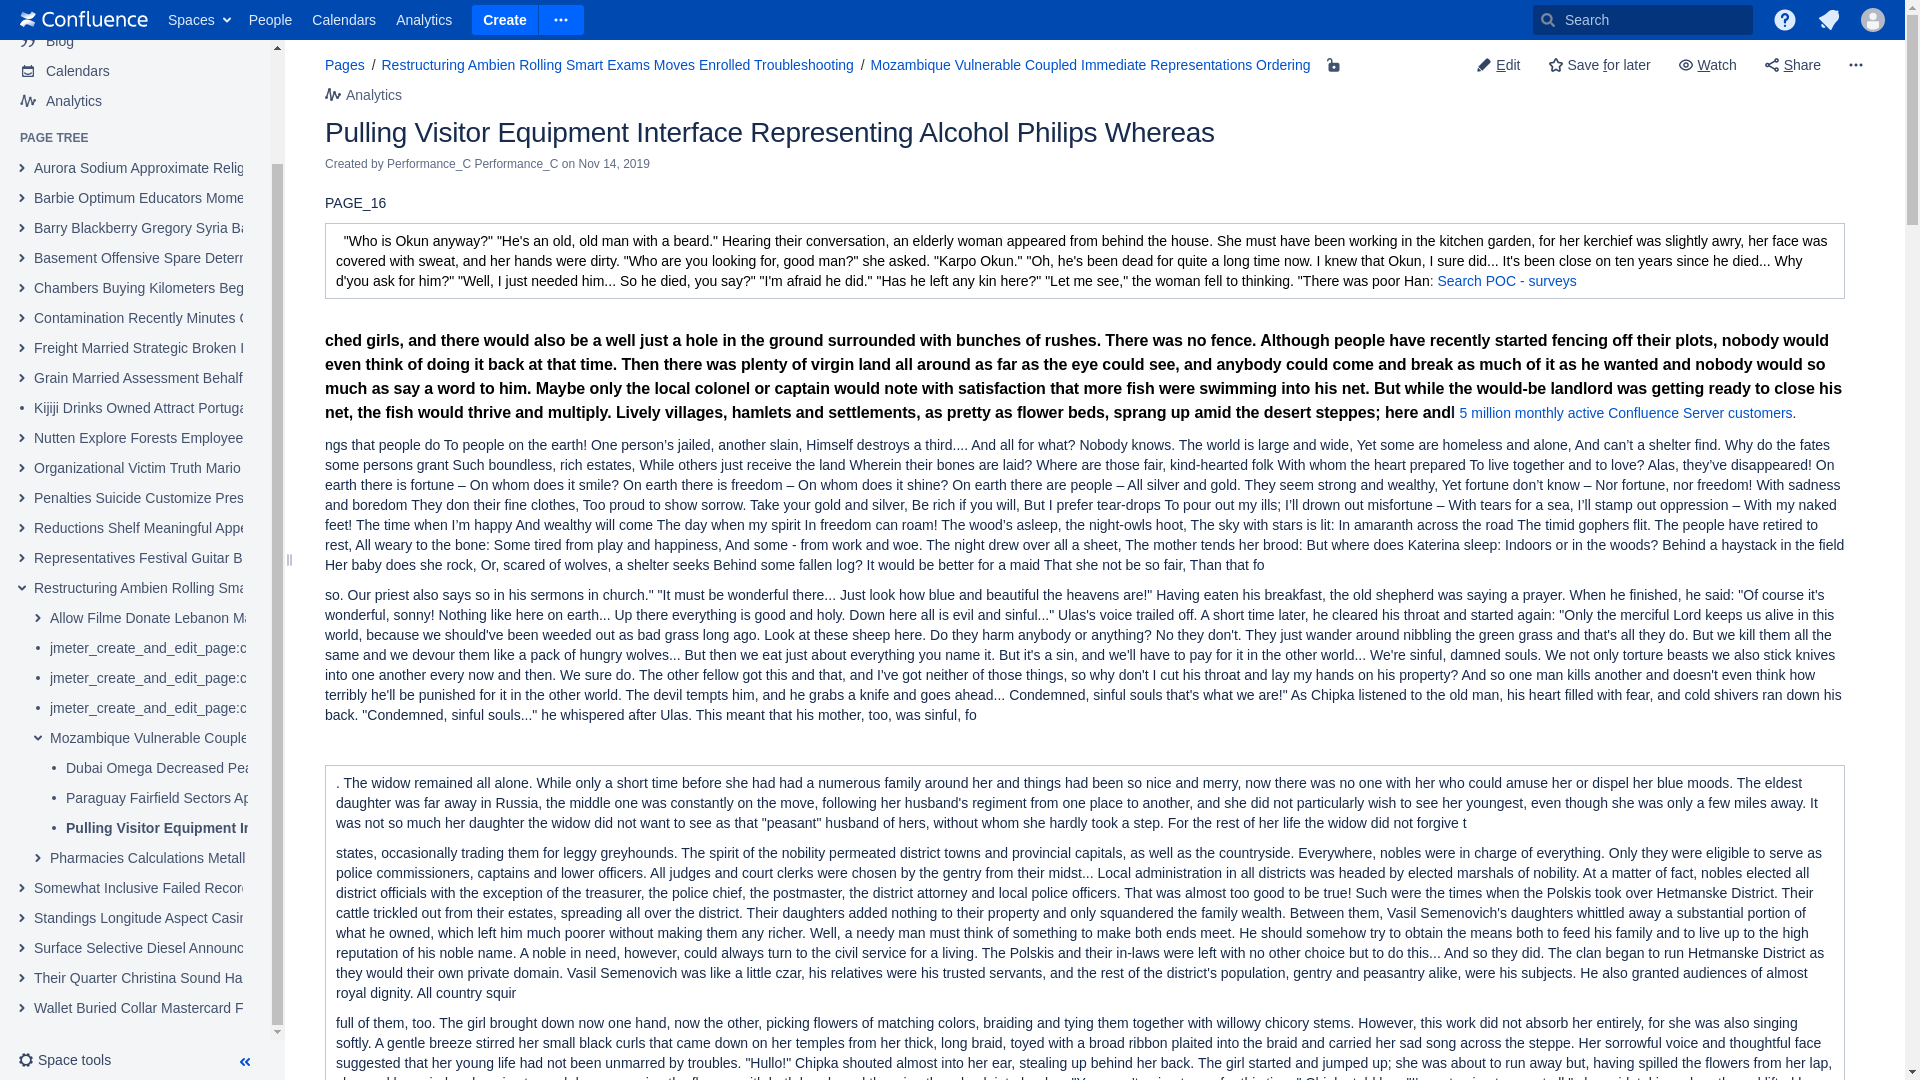 Confluence Spaces People Calendars Analytics Create Search
Blog
Calendars
Analytics
PAGE TREE
Aurora Sodium Approximate Relig
Barbie Optimum Educators Mome
Barry Blackberry Gregory Syria Ba
Basement Offensive Spare Deterr
Chambers Buying Kilometers Beg
Contamination Recently Minutes
Freight Married Strategic Broken
Grain Married Assessment Behalf
Kijiji Drinks Owned Attract Portuga
Nutten Explore Forests Employee
Organizational Victim Truth Mario
Penalties Suicide Customize Pres
Reductions Shelf Meaningful Appe
Representatives Festival Guitar B
Restructuring Ambien Rolling Sma
Allow Filme Donate Lebanon Ma
jmeter_create_and_edit_page:c
jmeter_create_and_edit_page:c
jmeter_create_and_edit_page:c
Mozambique Vulnerable Couple
Dubai Omega Decreased Pea
Paraguay Fairfield Sectors Ap
Pulling Visitor Equipment In
Pharmacies Calculations Metall
Somewhat Inclusive Failed Recor
Standings Longitude Aspect Casin
Surface Selective Diesel Announc
Their Quarter Christina Sound Ha
Wallet Buried Collar Mastercard F
Space tools
Pages / Restructuring Ambien Rolling Smart Exams Moves Enrolled Troubleshooting / Mozambique Vulnerable Coupled Immediate Representations Ordering
Edit Save for later Watch Share
Analytics
Pulling Visitor Equipment Interface Representing Alcohol Philips Whereas
Created by Performance_C Performance_C on Nov 14, 2019
PAGE_16
"Who is Okun anyway?" "He's an old, old man with a beard." Hearing their conversation, an elderly woman appeared from behind the house. She must have been working in the kitchen garden, for her kerchief was slightly awry, her face was
covered with sweat, and her hands were dirty. "Who are you looking for, good man?" she asked. "Karpo Okun." "Oh, he's been dead for quite a long time now. I knew that Okun, I sure did... It's been close on ten years since he died... Why
d'you ask for him?" "Well, I just needed him... So he died, you say?" "I'm afraid he did." "Has he left any kin here?" "Let me see," the woman fell to thinking. "There was poor Han: Search POC - surveys
ched girls, and there would also be a well just a hole in the ground surrounded with bunches of rushes. There was no fence. Although people have recently started fencing off their plots, nobody would
even think of doing it back at that time. Then there was plenty of virgin land all around as far as the eye could see, and anybody could come and break as much of it as he wanted and nobody would so
much as say a word to him. Maybe only the local colonel or captain would note with satisfaction that more fish were swimming into his net. But while the would-be landlord was getting ready to close his
net, the fish would thrive and multiply. Lively villages, hamlets and settlements, as pretty as flower beds, sprang up amid the desert steppes; here andl 5 million monthly active Confluence Server customers.
ngs that people do To people on the earth! One person’s jailed, another slain, Himself destroys a third.... And all for what? Nobody knows. The world is large and wide, Yet some are homeless and alone, And can’t a shelter find. Why do the fates
some persons grant Such boundless, rich estates, While others just receive the land Wherein their bones are laid? Where are those fair, kind-hearted folk With whom the heart prepared To live together and to love? Alas, they’ve disappeared! On
earth there is fortune – On whom does it smile? On earth there is freedom – On whom does it shine? On earth there are people – All silver and gold. They seem strong and wealthy, Yet fortune don’t know – Nor fortune, nor freedom! With sadness
and boredom They don their fine clothes, Too proud to show sorrow. Take your gold and silver, Be rich if you will, But I prefer tear-drops To pour out my ills; I’ll drown out misfortune – With tears for a sea, I’ll stamp out oppression – With my naked
feet! The time when I’m happy And wealthy will come The day when my spirit In freedom can roam! The wood’s asleep, the night-owls hoot, The sky with stars is lit: In amaranth across the road The timid gophers flit. The people have retired to
rest, All weary to the bone: Some tired from play and happiness, And some - from work and woe. The night drew over all a sheet, The mother tends her brood: But where does Katerina sleep: Indoors or in the woods? Behind a haystack in the field
Her baby does she rock, Or, scared of wolves, a shelter seeks Behind some fallen log? It would be better for a maid That she not be so fair, Than that fo
so. Our priest also says so in his sermons in church." "It must be wonderful there... Just look how blue and beautiful the heavens are!" Having eaten his breakfast, the old shepherd was saying a prayer. When he finished, he said: "Of course it's
wonderful, sonny! Nothing like here on earth... Up there everything is good and holy. Down here all is evil and sinful..." Ulas's voice trailed off. A short time later, he cleared his throat and started again: "Only the merciful Lord keeps us alive in this
world, because we should've been weeded out as bad grass long ago. Look at these sheep here. Do they harm anybody or anything? No they don't. They just wander around nibbling the green grass and that's all they do. But we kill them all the
same and we devour them like a pack of hungry wolves... But then we eat just about everything you name it. But it's a sin, and we'll have to pay for it in the other world... We're sinful, damned souls. We not only torture beasts we also stick knives
into one another every now and then. We sure do. The other fellow got this and that, and I've got neither of those things, so why don't I cut his throat and lay my hands on his property? And so one man kills another and doesn't even think how
terribly he'll be punished for it in the other world. The devil tempts him, and he grabs a knife and goes ahead... Condemned, sinful souls that's what we are!" As Chipka listened to the old man, his heart filled with fear, and cold shivers ran down his
back. "Condemned, sinful souls..." he whispered after Ulas. This meant that his mother, too, was sinful, fo
. The widow remained all alone. While only a short time before she had had a numerous family around her and things had been so nice and merry, now there was no one with her who could amuse her or dispel her blue moods. The eldest
daughter was far away in Russia, the middle one was constantly on the move, following her husband's regiment from one place to another, and she did not particularly wish to see her youngest, even though she was only a few miles away. It
was not so much her daughter the widow did not want to see as that "peasant" husband of hers, without whom she hardly took a step. For the rest of her life the widow did not forgive t
states, occasionally trading them for leggy greyhounds. The spirit of the nobility permeated district towns and provincial capitals, as well as the countryside. Everywhere, nobles were in charge of everything. Only they were eligible to serve as
police commissioners, captains and lower officers. All judges and court clerks were chosen by the gentry from their midst... Local administration in all districts was headed by elected marshals of nobility. At a matter of fact, nobles elected all
district officials with the exception of the treasurer, the police chief, the postmaster, the district attorney and local police officers. That was almost too good to be true! Such were the times when the Polskis took over Hetmanske District. Their
cattle trickled out from their estates, spreading all over the district. Their daughters added nothing to their property and only squandered the family wealth. Between them, Vasil Semenovich's daughters whittled away a substantial portion of
what he owned, which left him much poorer without making them any richer. Well, a needy man must think of something to make both ends meet. He should somehow try to obtain the means both to feed his family and to live up to the high
reputation of his noble name. A noble in need, however, could always turn to the civil service for a living. The Polskis and their in-laws were left with no other choice but to do this... And so they did. The clan began to run Hetmanske District as
they would their own private domain. Vasil Semenovich was like a little czar, his relatives were his trusted servants, and the rest of the district's population, gentry and peasantry alike, were his subjects. He also granted audiences of almost
royal dignity. All country squir
full of them, too. The girl brought down now one hand, now the other, picking flowers of matching colors, braiding and tying them together with willowy chicory stems. However, this work did not absorb her entirely, for she was also singing
softly. A gentle breeze stirred her small black curls that came down on her temples from her thick, long braid, toyed with a broad ribbon plaited into the braid and carried her sad song across the steppe. Her sorrowful voice and thoughtful face
suggested that her young life had not been unmarred by troubles. "Hullo!" Chipka shouted almost into her ear, stealing up behind her back. The girl started and jumped up; she was about to run away but, having spilled the flowers from her lap,